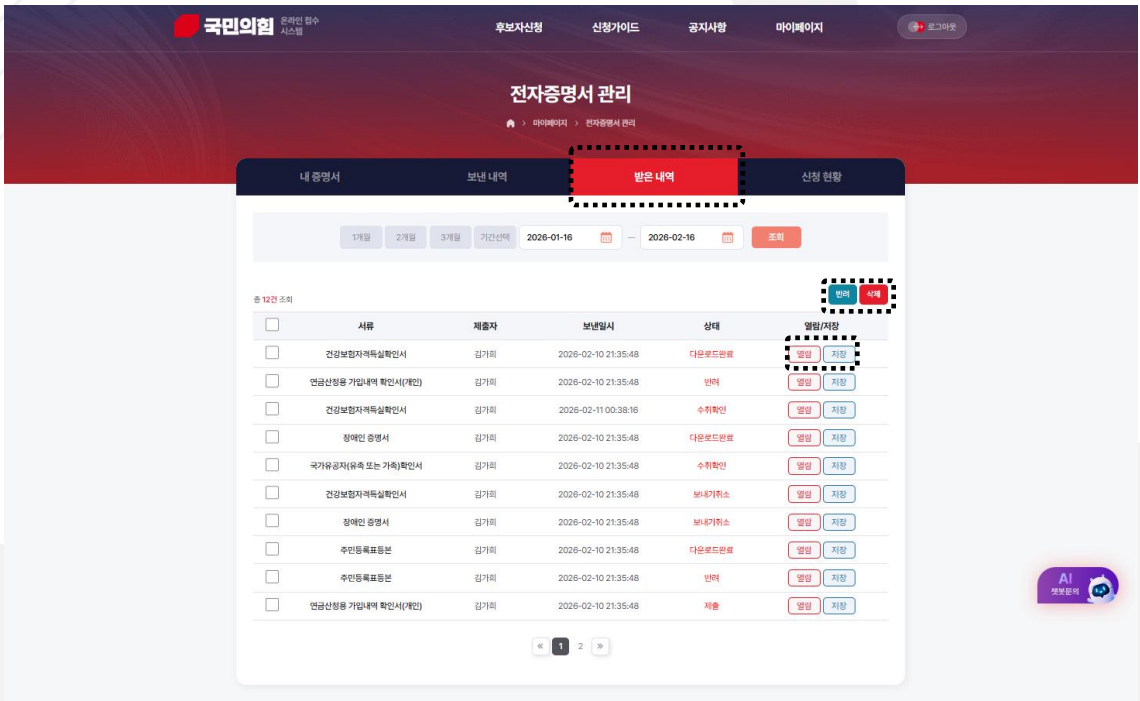 국민의힘 온라인 접수 시스템
후보자신청 신청가이드 공지사항 마이페이지 로그아웃
전자증명서 관리
> 마이페이지 > 전자증명서 관리
내 증명서 보낸 내역 받은 내역 신청 현황
1개월 2개월 3개월 기간선택 2026-01-16 — 2026-02-16 조회
총 12건 조회 반려 삭제
서류 제출자 보낸일시 상태 열람/저장
건강보험자격득실확인서 김가희 2026-02-10 21:35:48 다운로드완료 열람 저장
연금산정용 가입내역 확인서(개인) 김가희 2026-02-10 21:35:48 반려 열람 저장
건강보험자격득실확인서 김가희 2026-02-11 00:38:16 수취확인 열람 저장
장애인 증명서 김가희 2026-02-10 21:35:48 다운로드완료 열람 저장
국가유공자(유족 또는 가족)확인서 김가희 2026-02-10 21:35:48 수취확인 열람 저장
건강보험자격득실확인서 김가희 2026-02-10 21:35:48 보내기취소 열람 저장
장애인 증명서 김가희 2026-02-10 21:35:48 보내기취소 열람 저장
주민등록표등본 김가희 2026-02-10 21:35:48 다운로드완료 열람 저장
주민등록표등본 김가희 2026-02-10 21:35:48 반려 열람 저장
연금산정용 가입내역 확인서(개인) 김가희 2026-02-10 21:35:48 제출 열람 저장
« 1 2 »
AI
챗봇문의